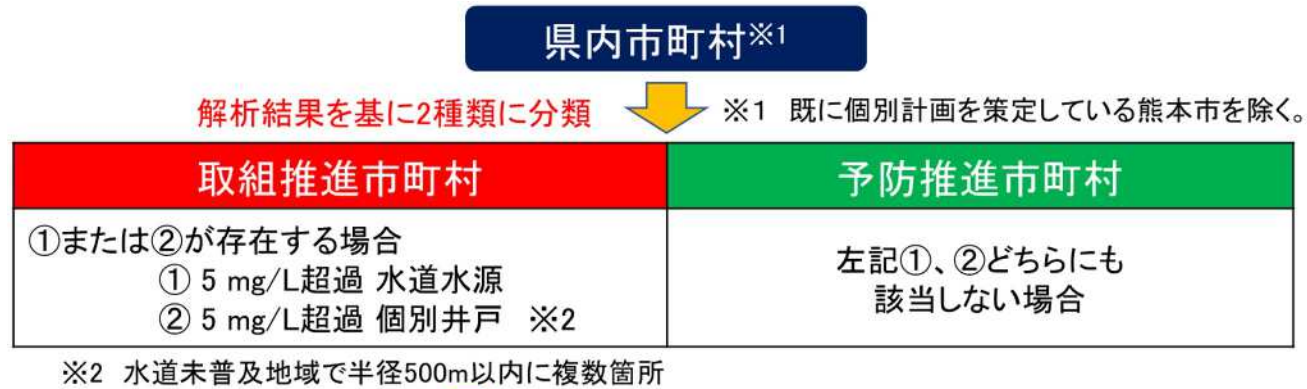 県内市町村※1
解析結果を基に2種類に分類
※1 既に個別計画を策定している熊本市を除く。
取組推進市町村
予防推進市町村
①または②が存在する場合
① 5 mg/L超過 水道水源
② 5 mg/L超過 個別井戸 ※2
左記①、②どちらにも
該当しない場合
※2 水道未普及地域で半径500m以内に複数箇所